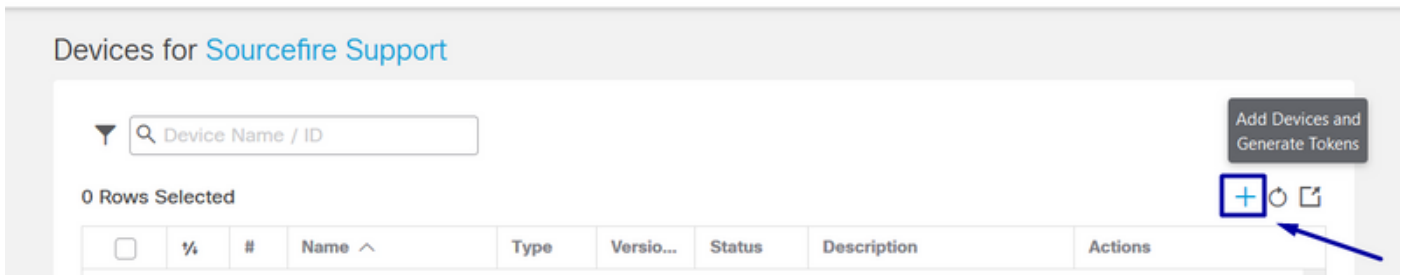 Devices for Sourcefire Support
Device Name / ID
Add Devices and
Generate Tokens
0 Rows Selected
# Name Type Versio... Status Description Actions